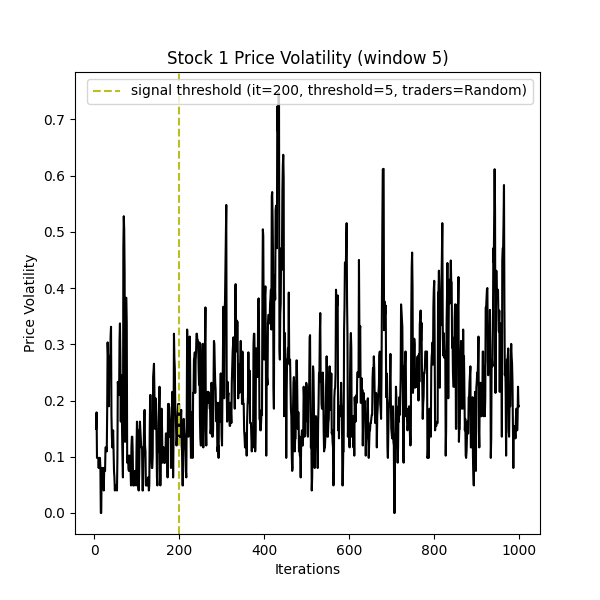 Stock 1 Price Volatility (window 5)
signal threshold (it=200, threshold=5, traders=Random)
Price Volatility
0.7
0.6
0.5
0.4
0.3
0.2
0.1
0.0
0 200 400 600 800 1000
Iterations